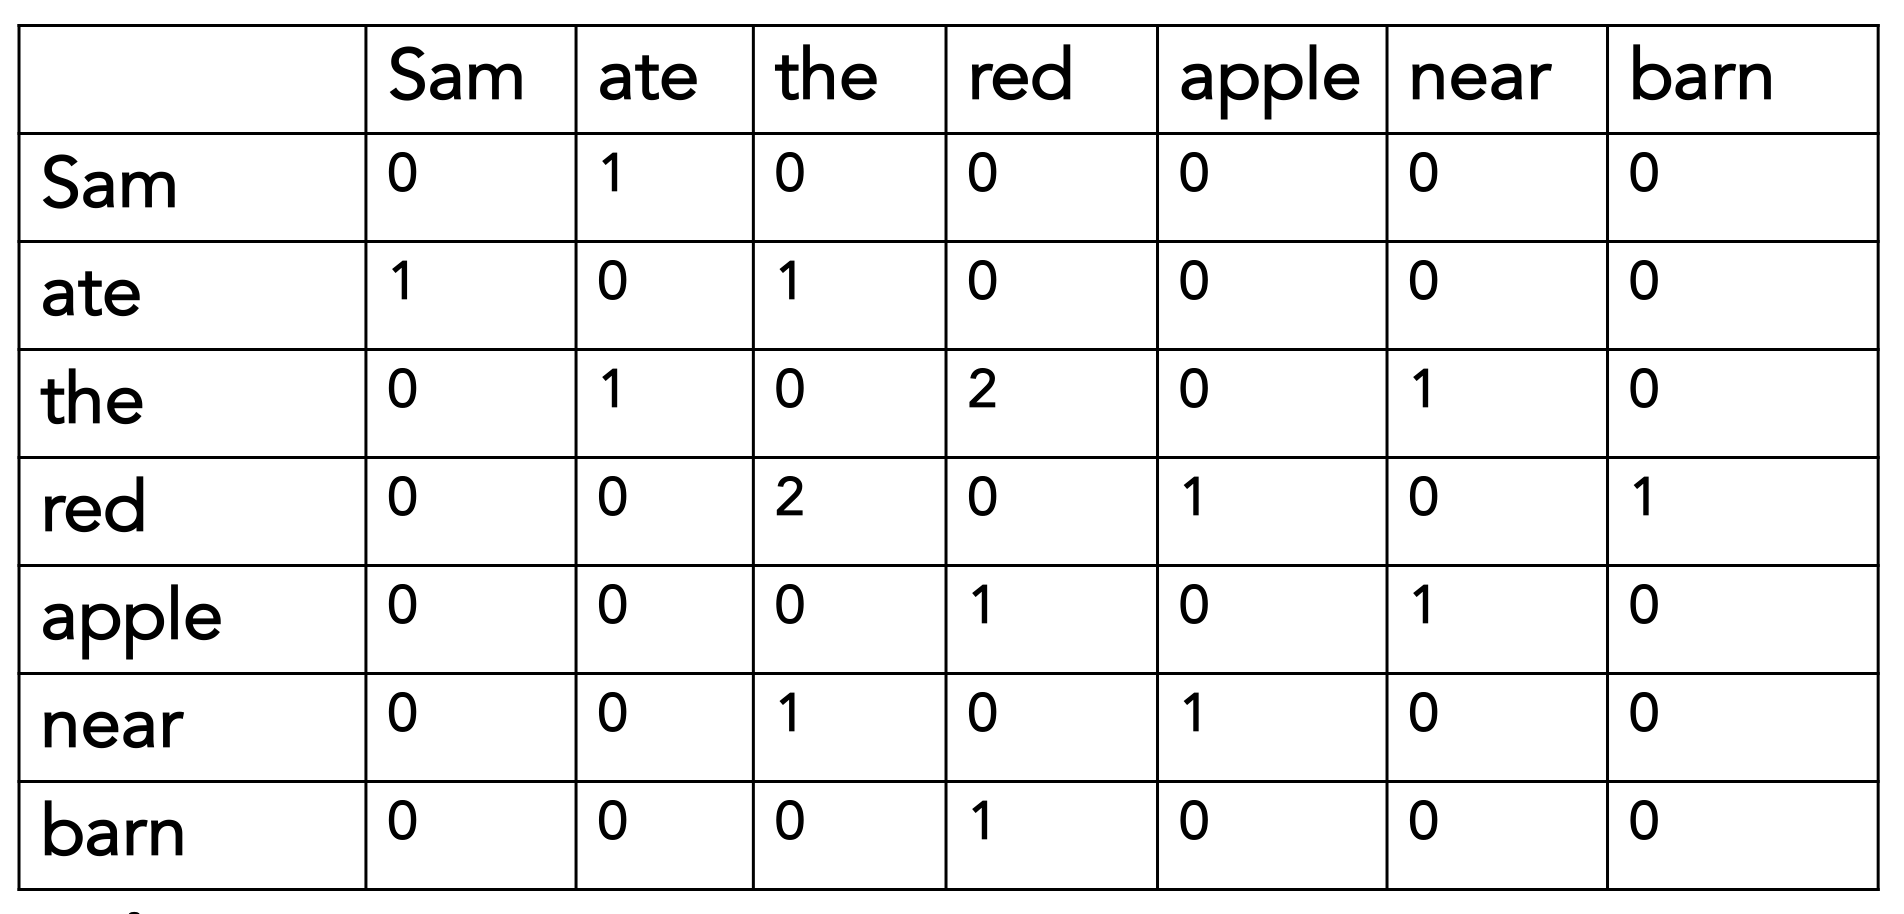 Sam ate the red apple near barn
Sam 0 1 0 0 0 0 0
ate 1 0 1 0 0 0 0
the 0 1 0 2 0 1 0
red 0 0 2 0 1 0 1
apple 0 0 0 1 0 1 0
near 0 0 1 0 1 0 0
barn 0 0 0 1 0 0 0